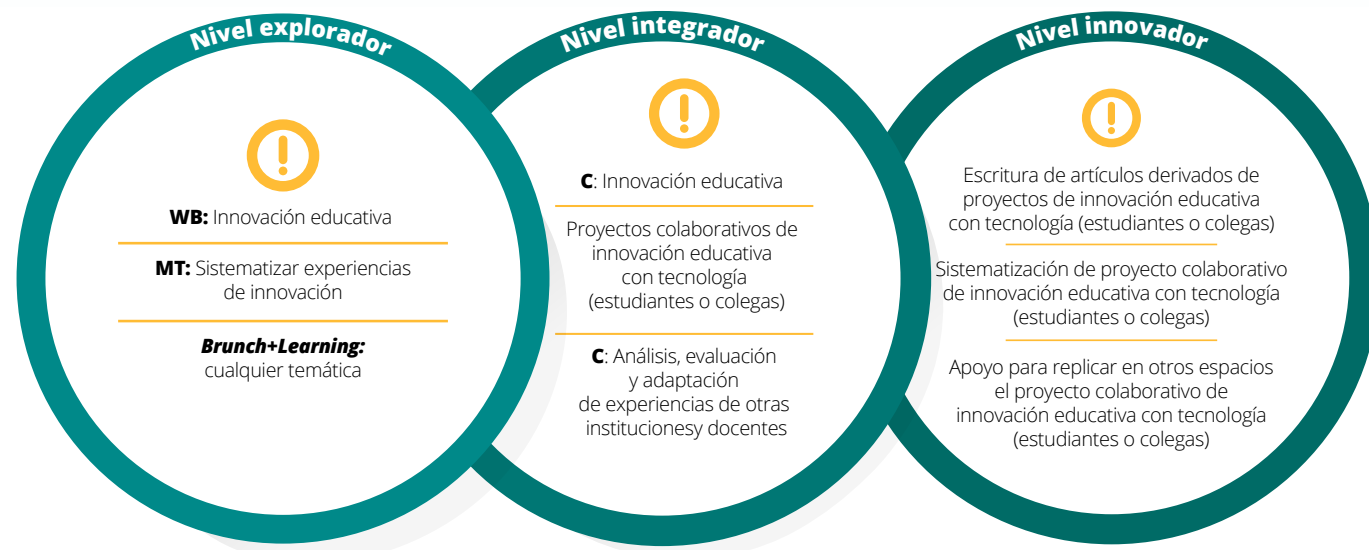 Nivel explorador
WB: Innovación educativa
MT: Sistematizar experiencias
de innovación
Brunch+Learning:
cualquier temática
Nivel integrador
C: Innovación educativa
Proyectos colaborativos de
innovación educativa
con tecnología
(estudiantes o colegas)
C: Análisis, evaluación
y adaptación
de experiencias de otras
institucionesy docentes
Nivel innovador
Escritura de artículos derivados de
proyectos de innovación educativa
con tecnología (estudiantes o colegas)
Sistematización de proyecto colaborativo
de innovación educativa con tecnología
(estudiantes o colegas)
Apoyo para replicar en otros espacios
el proyecto colaborativo de
innovación educativa con tecnología
(estudiantes o colegas)